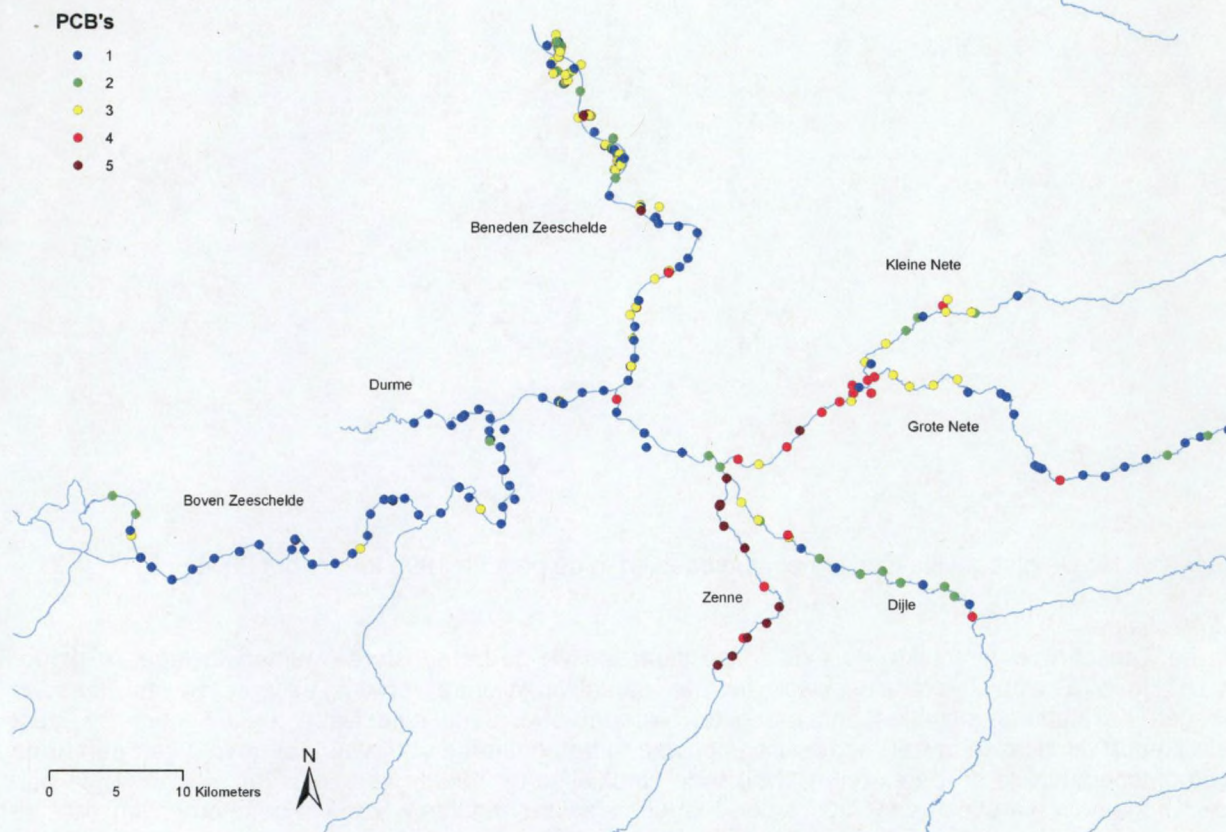 PCB's
1
2
3
4
5
Beneden Zeeschelde
Kleine Nete
Durme
Grote Nete
Boven Zeeschelde
Zenne
Dijle
N
0 5 10 Kilometers